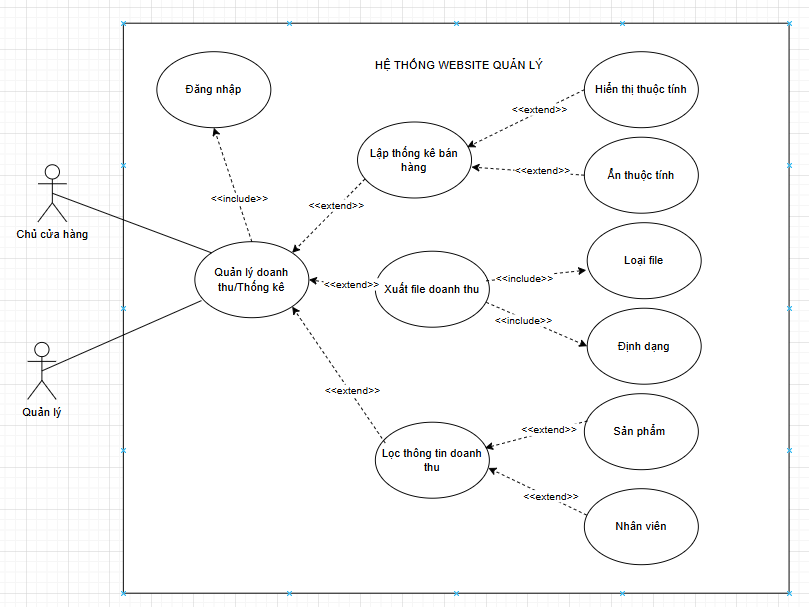 HỆ THỐNG WEBSITE QUẢN LÝ
Đăng nhập
Hiển thị thuộc tính
<<extend>>
Lập thống kê bán
hàng
<<extend>>
Ẩn thuộc tính
<<include>>
<<extend>>
Chủ cửa hàng
Quản lý doanh
thu/Thống kê
<<extend>>
Xuất file doanh thu
<<include>>
Loại file
<<include>>
Định dạng
Quản lý
<<extend>>
<<extend>>
Sản phẩm
Lọc thông tin doanh
thu
<<extend>>
Nhân viên